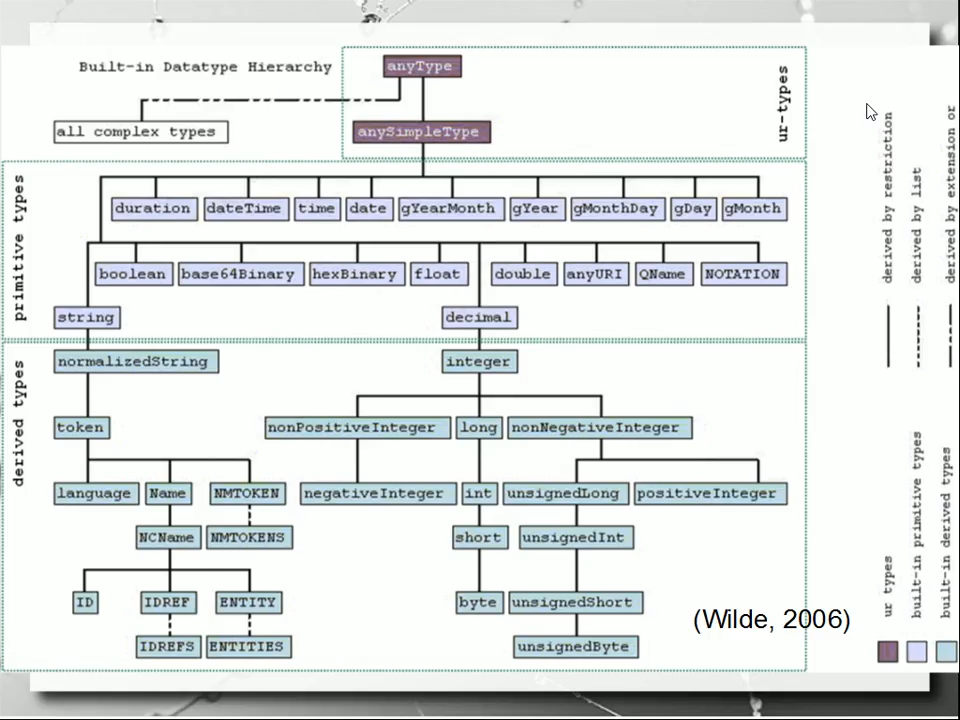 Built-in Datatype Hierarchy
anyType
ur-types
all complex types
anySimpleType
primitive types
duration dateTime time date gYearMonth gYear gMonthDay gDay gMonth
boolean base64Binary hexBinary float double anyURI QName NOTATION
string decimal
derived types
normalizedString integer
token nonPositiveInteger long nonNegativeInteger
language Name NMTOKEN negativeInteger int unsignedLong positiveInteger
NCName NMTOKENS short unsignedInt
ID IDREF ENTITY byte unsignedShort
IDREFS ENTITIES unsignedByte
(Wilde, 2006)
ur types
derived by restriction
built-in primitive types
derived by list
built-in derived types
derived by extension or